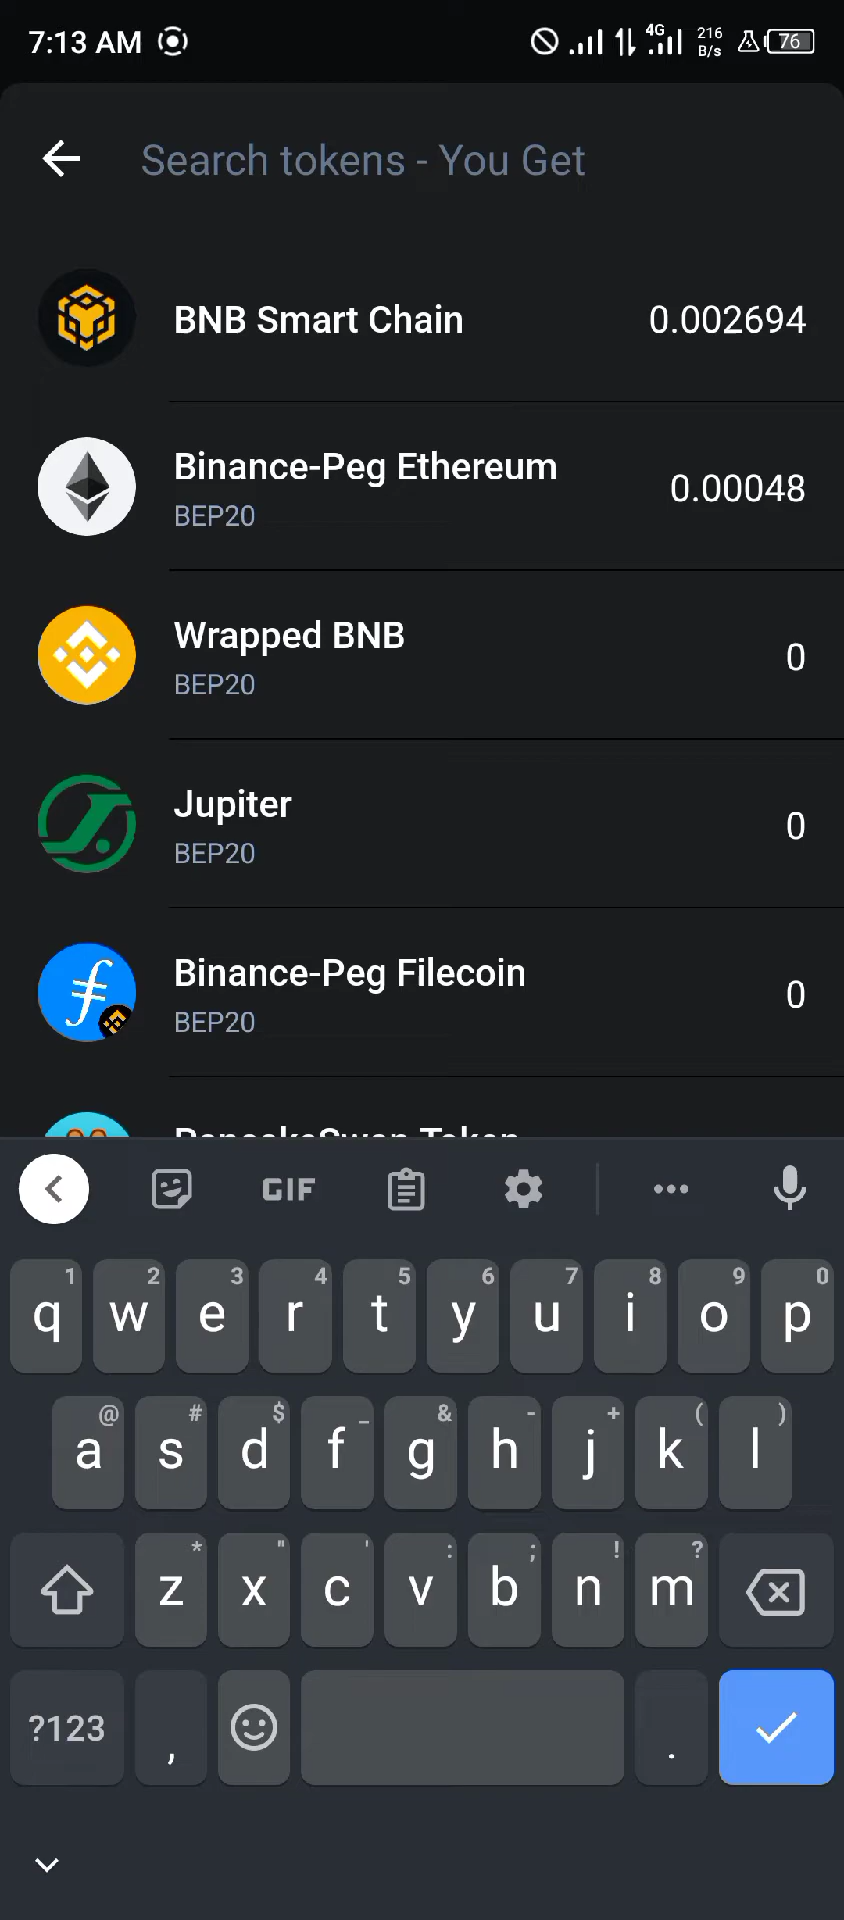 7:13 AM
4G
216
B/s
76
Search tokens - You Get
BNB Smart Chain
0.002694
Binance-Peg Ethereum
BEP20
0.00048
Wrapped BNB
BEP20
0
Jupiter
BEP20
0
Binance-Peg Filecoin
BEP20
0
PancakeSwap Token
GIF
1 2 3 4 5 6 7 8 9 0
q w e r t y u i o p
@ # $ _ & - + ( )
a s d f g h j k l
* " ' : ; ! ?
z x c v b n m
?123 , .